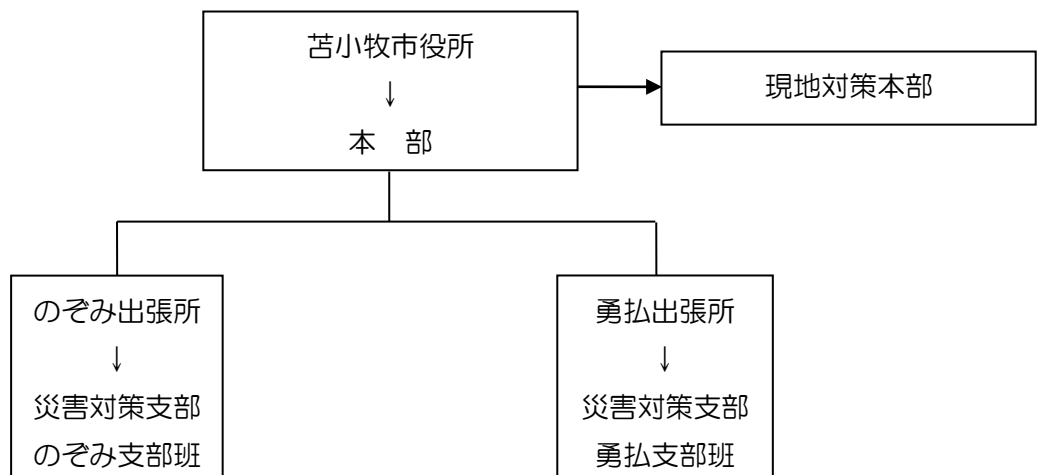 苫小牧市役所
↓
本　部
現地対策本部
のぞみ出張所
↓
災害対策支部
のぞみ支部班
勇払出張所
↓
災害対策支部
勇払支部班